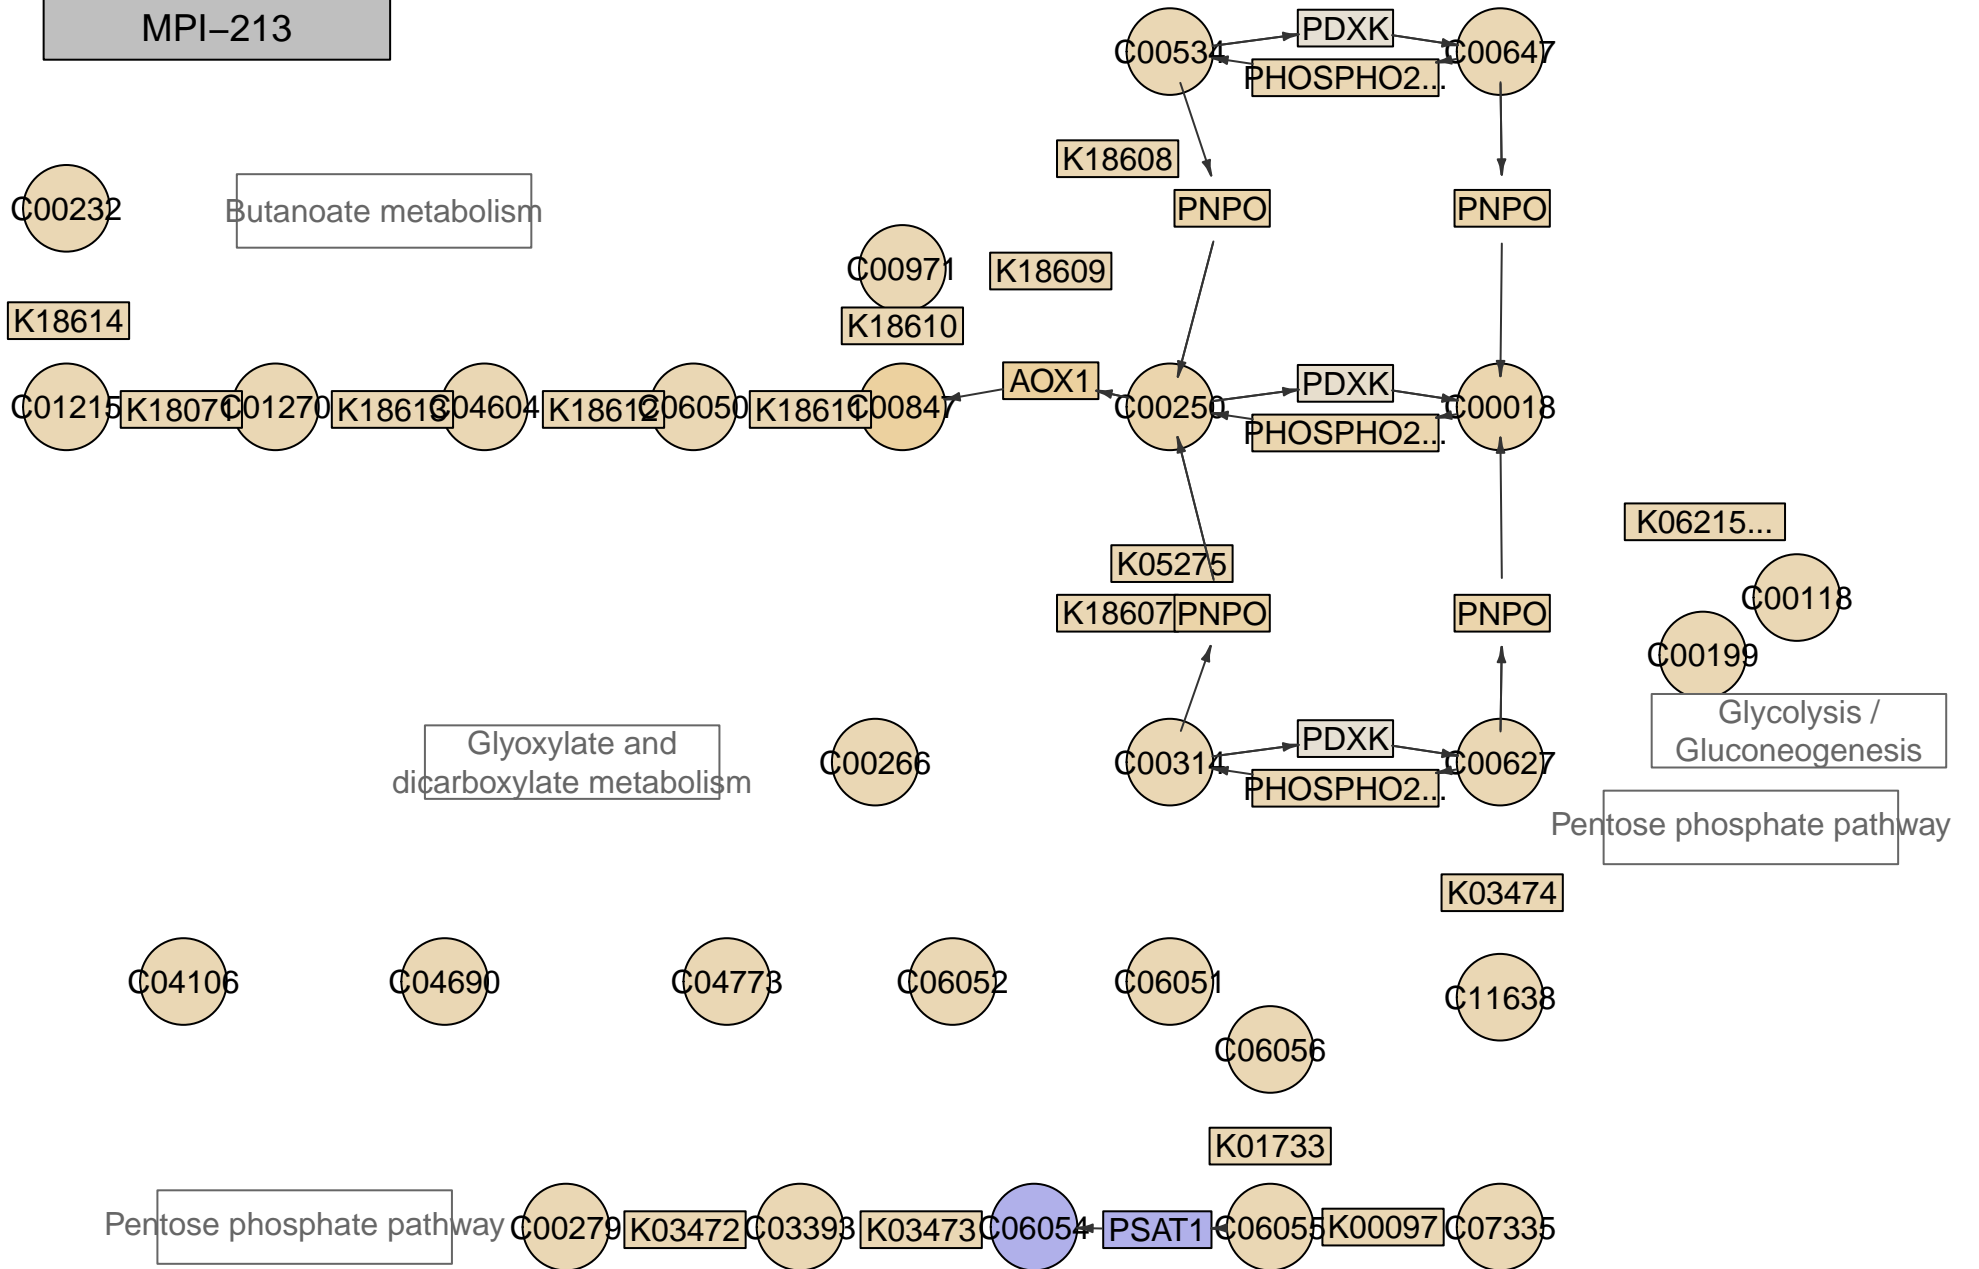 MPI−213
C00534
PDXK
C00647
PHOSPHO2...
K18608
C00232
Butanoate metabolism
PNPO
PNPO
C00971
K18609
K18614
K18610
C01215
K18071
C01270
K18613
C04604
K18612
C06050
K18611
C00847
AOX1
C00250
PDXK
C00018
PHOSPHO2...
K06215...
K05275
C00118
K18607
PNPO
PNPO
C00199
Glycolysis /
Gluconeogenesis
Glyoxylate and
dicarboxylate metabolism
C00266
C00314
PDXK
C00627
PHOSPHO2...
Pentose phosphate pathway
K03474
C04106
C04690
C04773
C06052
C06051
C11638
C06056
K01733
Pentose phosphate pathway
C00279
K03472
C03393
K03473
C06054
PSAT1
C06055
K00097
C07335